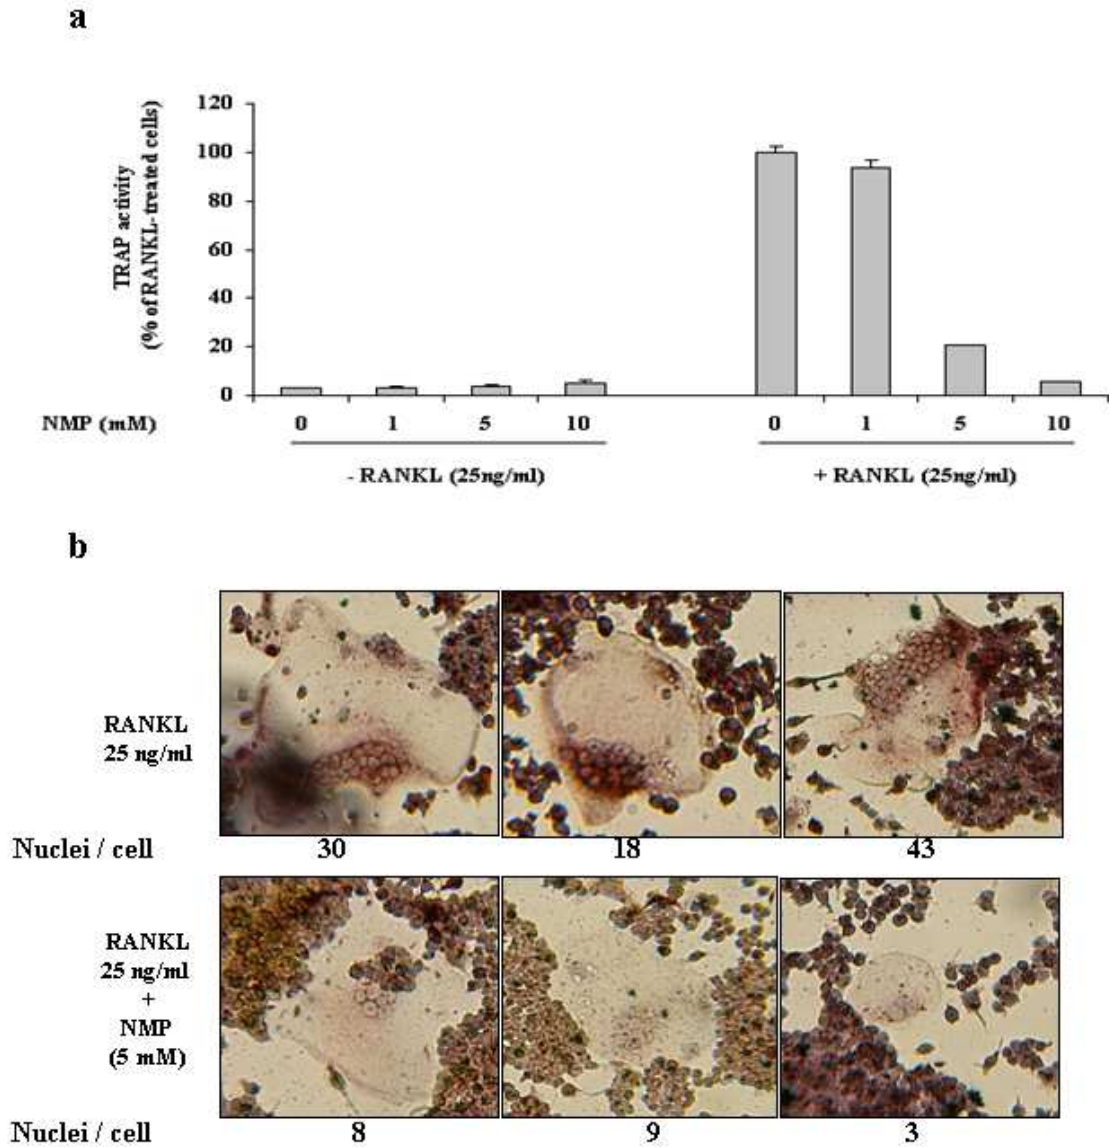 a
TRAP activity
(% of RANKL-treated cells)
120
100
80
60
40
20
0
NMP (mM)
0 1 5 10 0 1 5 10
- RANKL (25ng/ml) + RANKL (25ng/ml)
b
RANKL
25 ng/ml
Nuclei / cell 30 18 43
RANKL
25 ng/ml
+
NMP
(5 mM)
Nuclei / cell 8 9 3